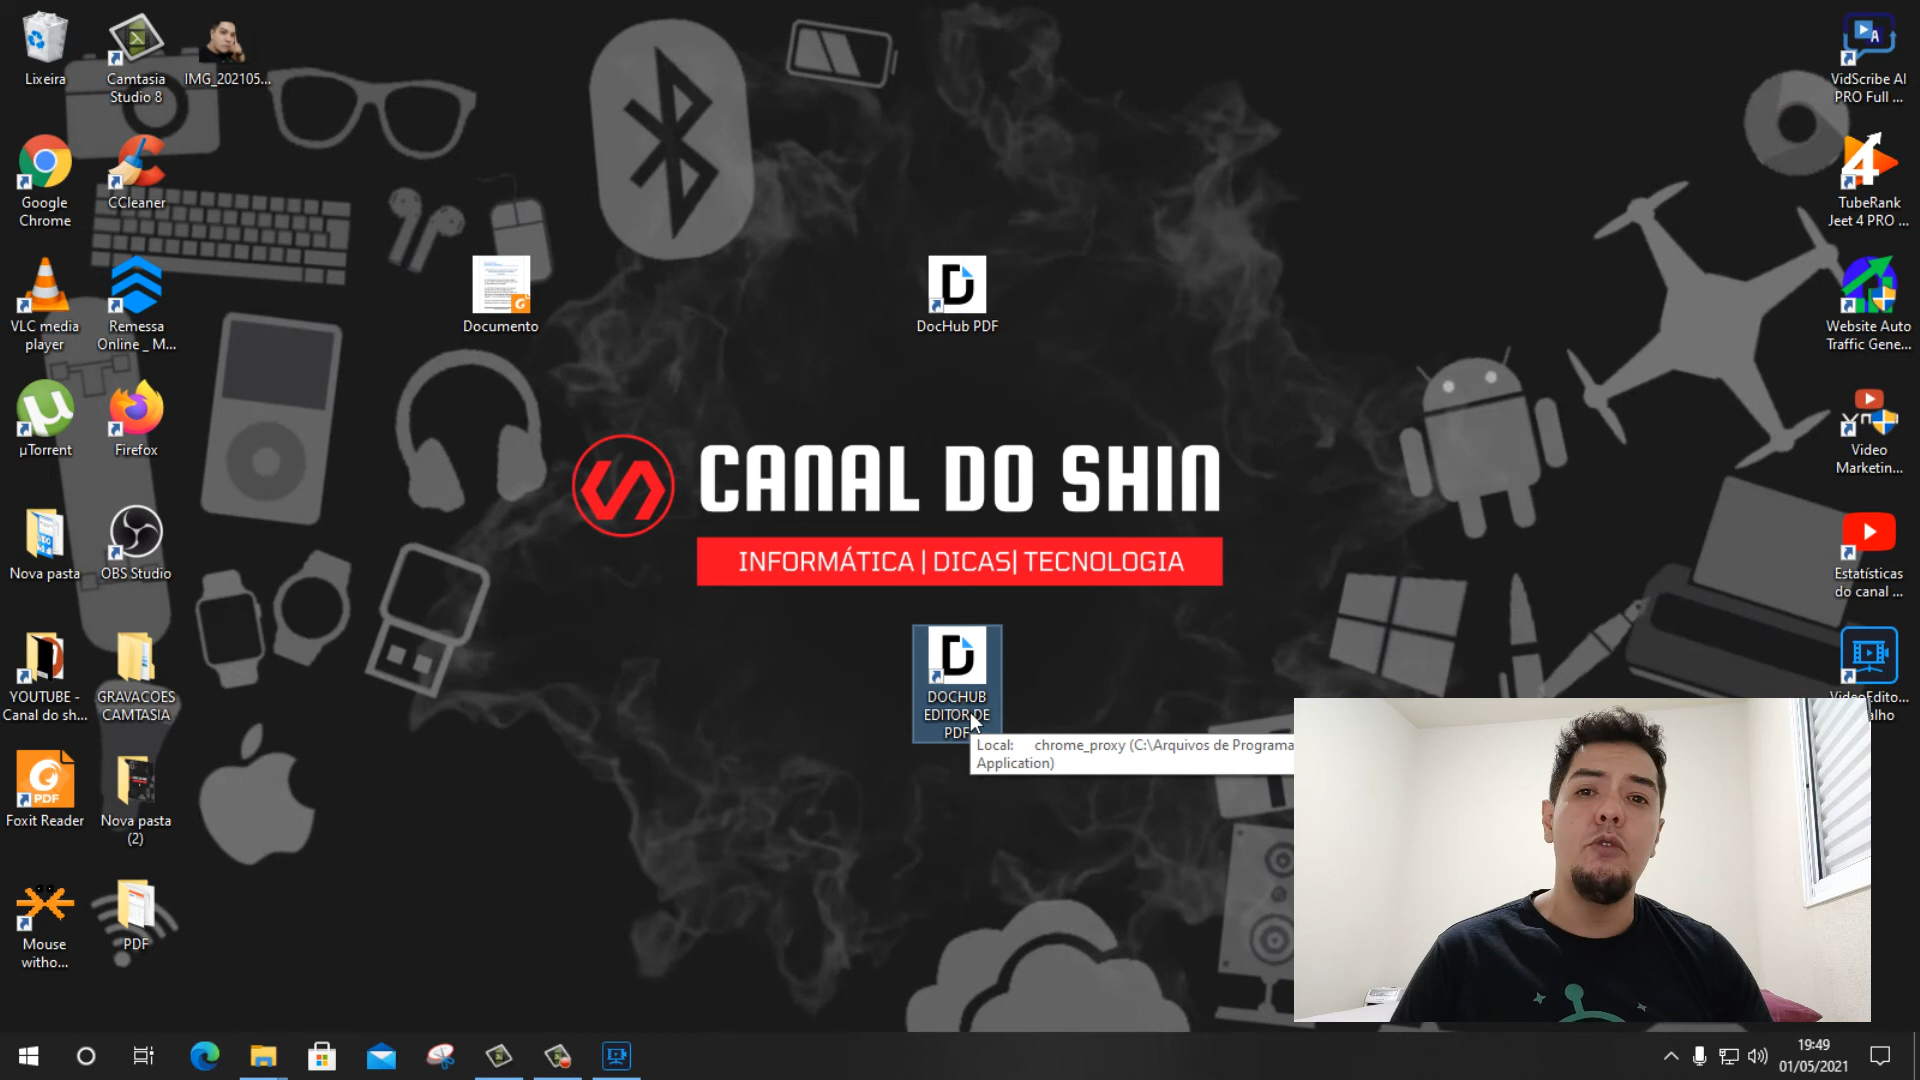 Lixeira
Camtasia
Studio 8
IMG_202105...
VidScribe AI
PRO Full ...
Google
Chrome
CCleaner
TubeRank
Jeet 4 PRO ...
VLC media
player
Remessa
Online _ M...
Documento
DocHub PDF
Website Auto
Traffic Gene...
µTorrent
Firefox
Video
Marketin...
CANAL DO SHIN
INFORMÁTICA | DICAS| TECNOLOGIA
Nova pasta
OBS Studio
Estatísticas
do canal ...
YOUTUBE -
Canal do sh...
GRAVACOES
CAMTASIA
DOCHUB
EDITOR DE
PDF
VideoEdito...
alho
Local: chrome_proxy (C:\Arquivos de Programa
Application)
PDF
Foxit Reader
Nova pasta
(2)
Mouse
witho...
PDF
19:49
01/05/2021